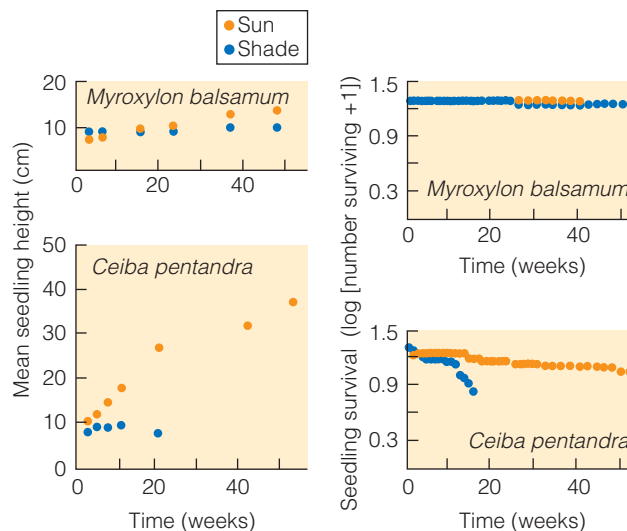 Sun
Shade
Mean seedling height (cm)
20
10
0
Myroxylon balsamum
0
20
40
50
40
30
20
10
0
Ceiba pentandra
0
20
40
Time (weeks)
Seedling survival (log [number surviving +1])
1.5
0.9
0.3
Myroxylon balsamum
0
20
40
Time (weeks)
1.5
0.9
0.3
Ceiba pentandra
0
20
40
Time (weeks)